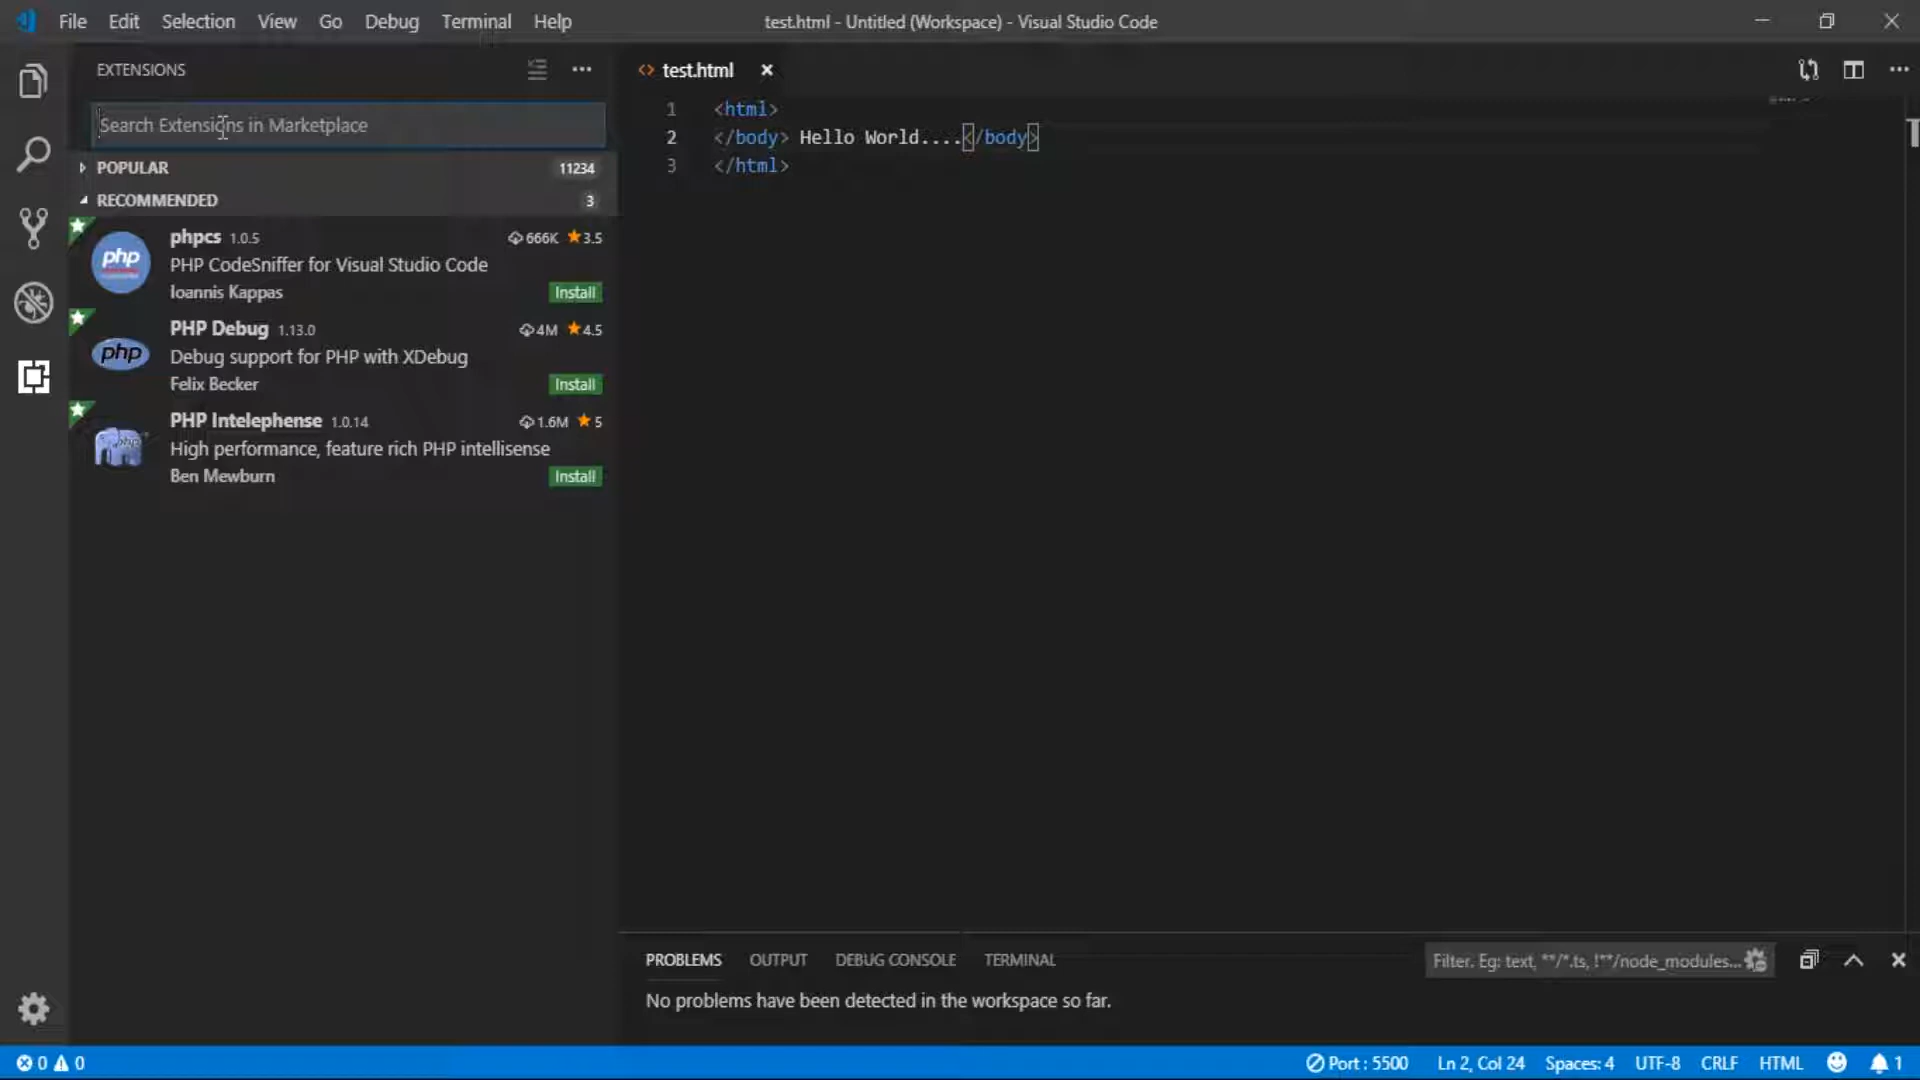 File Edit Selection View Go Debug Terminal Help
test.html - Untitled (Workspace) - Visual Studio Code
EXTENSIONS
Search Extensions in Marketplace
POPULAR 11234
RECOMMENDED 3
php
phpcs 1.0.5 666K 3.5
PHP CodeSniffer for Visual Studio Code
Ioannis Kappas Install
php
PHP Debug 1.13.0 4M 4.5
Debug support for PHP with XDebug
Felix Becker Install
PHP Intelephense 1.0.14 1.6M 5
High performance, feature rich PHP intellisense
Ben Mewburn Install
test.html
1 <html>
2 </body> Hello World....</body>
3 </html>
PROBLEMS OUTPUT DEBUG CONSOLE TERMINAL
Filter. Eg: text, **/*.ts, !**/node_modules...
No problems have been detected in the workspace so far.
0 0 Port : 5500 Ln 2, Col 24 Spaces: 4 UTF-8 CRLF HTML 1